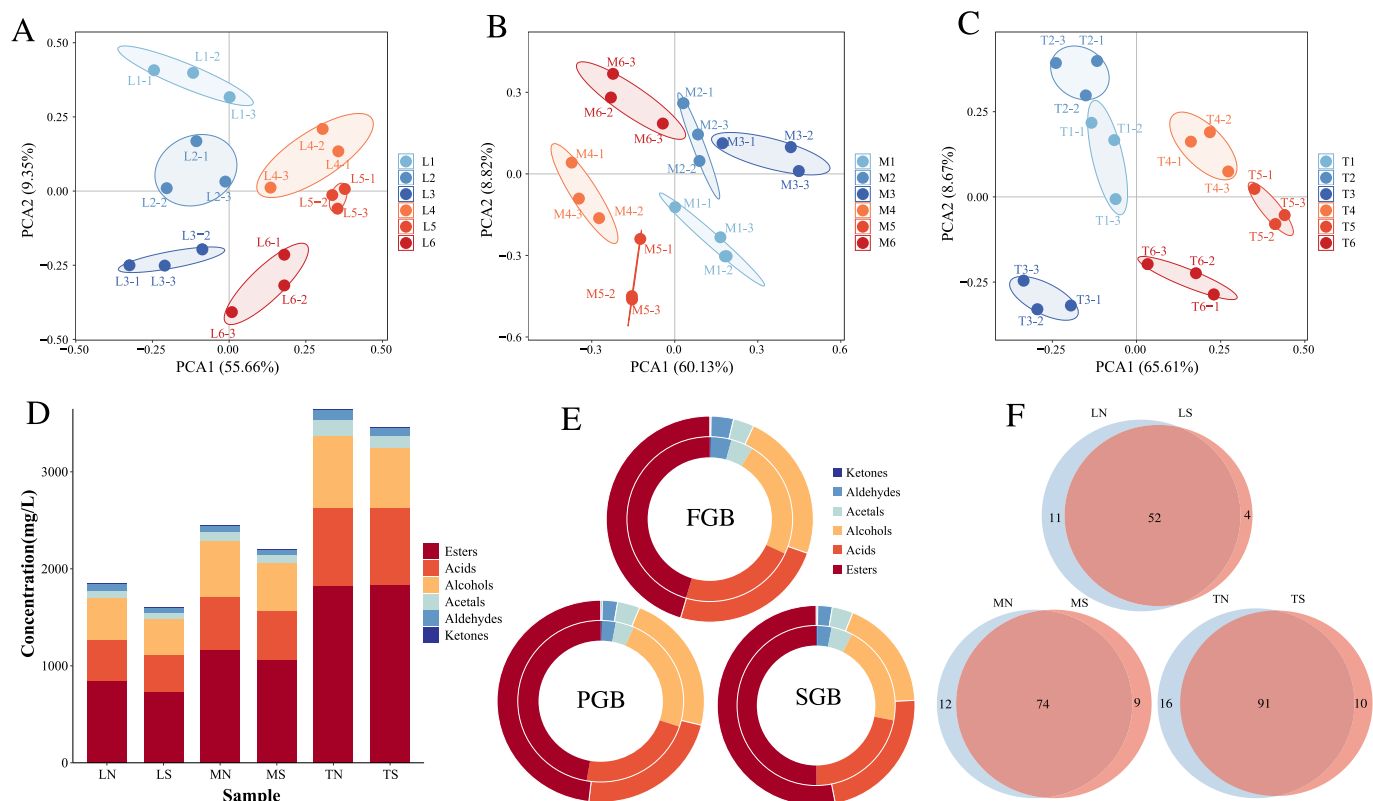 A
PCA2 (9.35%)
0.50
0.25
0.00
−0.25
−0.50
−0.50
−0.25
0.00
0.25
0.50
PCA1 (55.66%)
L1-1
L1-2
L1-3
L2-1
L2-2
L2-3
L3-1
L3−2
L3-3
L4-2
L4-1
L4-3
L5-1
L5−2
L5-3
L6-1
L6-2
L6-3
L1
L2
L3
L4
L5
L6
B
PCA2 (8.82%)
0.3
0.0
−0.3
−0.6
−0.3
0.0
0.3
0.6
PCA1 (60.13%)
M6-3
M6-2
M6-3
M2-1
M2-3
M2-2
M3-1
M3-2
M3-3
M4-1
M4-3
M4-2
M1-1
M1-3
M1-2
M5-1
M5-2
M5-3
M1
M2
M3
M4
M5
M6
C
PCA2 (8.67%)
0.25
0.00
−0.25
−0.25
0.00
0.25
0.50
PCA1 (65.61%)
T2-3
T2-1
T2-2
T1-1
T1-2
T1-3
T4-2
T4-1
T4-3
T5-1
T5-3
T5-2
T6-3
T6-2
T6−1
T3-3
T3-1
T3-2
T1
T2
T3
T4
T5
T6
D
Concentration(mg/L)
3000
2000
1000
0
LN
LS
MN
MS
TN
TS
Sample
Esters
Acids
Alcohols
Acetals
Aldehydes
Ketones
E
FGB
PGB
SGB
Ketones
Aldehydes
Acetals
Alcohols
Acids
Esters
F
LN
LS
11
52
4
MN
MS
12
74
9
TN
TS
16
91
10